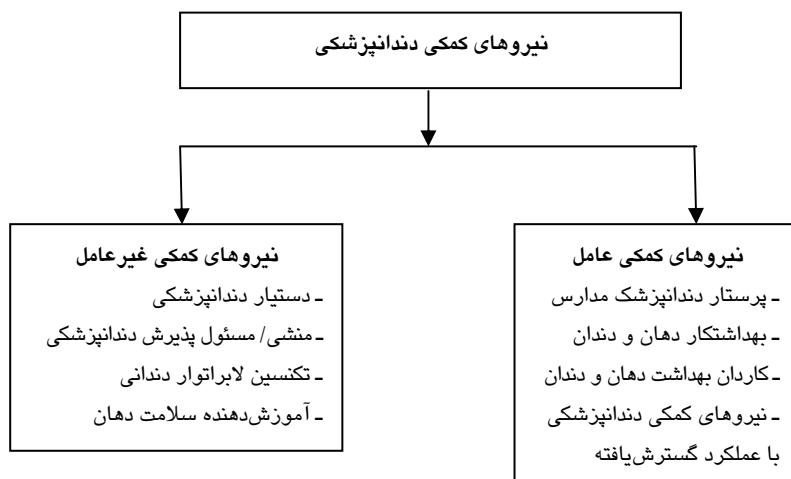 نیروهای کمکی دندانپزشکی
نیروهای کمکی عامل
ـ پرستار دندانپزشک مدارس
ـ بهداشتکار دهان و دندان
ـ کاردان بهداشت دهان و دندان
ـ نیروهای کمکی دندانپزشکی
با عملکرد گسترش‌یافته
نیروهای کمکی غیرعامل
ـ دستیار دندانپزشکی
ـ منشی/ مسئول پذیرش دندانپزشکی
ـ تکنسین لابراتوار دندانی
ـ آموزش‌دهنده سلامت دهان